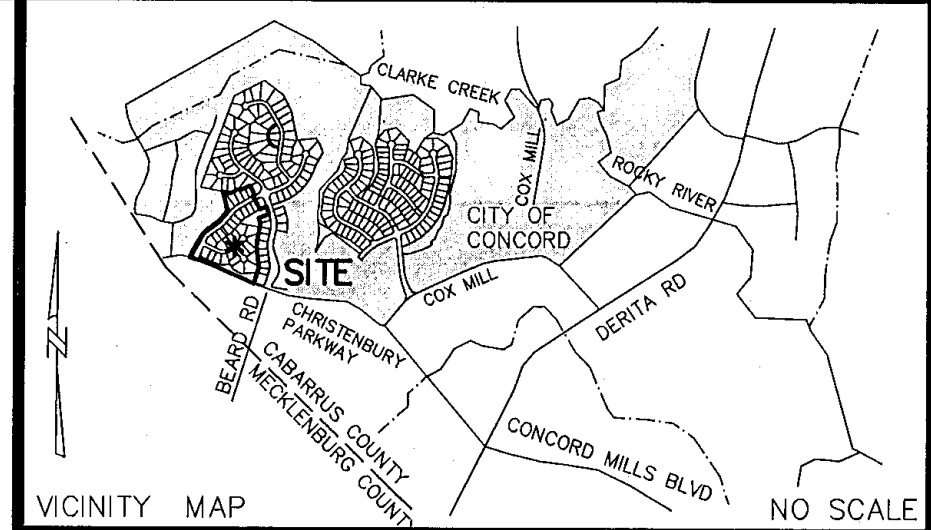 CLARKE CREEK
COX MILL
ROCKY RIVER
CITY OF
CONCORD
SITE
COX MILL
DERITA RD
CHRISTENBURY
PARKWAY
BEARD RD
CABARRUS COUNTY
MECKLENBURG COUNTY
CONCORD MILLS BLVD
N
VICINITY MAP
NO SCALE